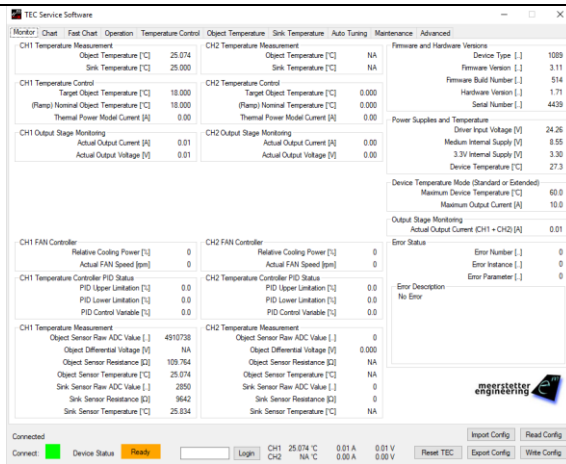 TEC Service Software
Monitor Chart Fast Chart Operation Temperature Control Object Temperature Sink Temperature Auto Tuning Maintenance Advanced
CH1 Temperature Measurement
Object Temperature [°C] 25.074
Sink Temperature [°C] 25.000
CH1 Temperature Control
Target Object Temperature [°C] 18.000
(Ramp) Nominal Object Temperature [°C] 18.000
Thermal Power Model Current [A] 0.00
CH1 Output Stage Monitoring
Actual Output Current [A] 0.01
Actual Output Voltage [V] 0.01
CH1 FAN Controller
Relative Cooling Power [%] 0
Actual FAN Speed [rpm] 0
CH1 Temperature Controller PID Status
PID Upper Limitation [%] 0.0
PID Lower Limitation [%] 0.0
PID Control Variable [%] 0.0
CH1 Temperature Measurement
Object Sensor Raw ADC Value [..] 4910738
Object Differential Voltage [V] NA
Object Sensor Resistance [Ω] 109.764
Object Sensor Temperature [°C] 25.074
Sink Sensor Raw ADC Value [..] 2850
Sink Sensor Resistance [Ω] 9642
Sink Sensor Temperature [°C] 25.834
CH2 Temperature Measurement
Object Temperature [°C] NA
Sink Temperature [°C] NA
CH2 Temperature Control
Target Object Temperature [°C] 0.000
(Ramp) Nominal Temperature [°C] 0.000
Thermal Power Model Current [A] 0.00
CH2 Output Stage Monitoring
Actual Output Current [A] 0.00
Actual Output Voltage [V] 0.00
CH2 FAN Controller
Relative Cooling Power [%] 0
Actual FAN Speed [rpm] 0
CH2 Temperature Controller PID Status
PID Upper Limitation [%] 0.0
PID Lower Limitation [%] 0.0
PID Control Variable [%] 0.0
CH2 Temperature Measurement
Object Sensor Raw ADC Value [..] 0
Object Differential Voltage [V] 0.000
Object Sensor Resistance [Ω] NA
Object Sensor Temperature [°C] NA
Sink Sensor Raw ADC Value [..] 0
Sink Sensor Resistance [Ω] 0
Sink Sensor Temperature [°C] NA
Firmware and Hardware Versions
Device Type [..] 1089
Firmware Version [..] 3.11
Firmware Build Number [..] 514
Hardware Version [..] 1.71
Serial Number [..] 4439
Power Supplies and Temperature
Driver Input Voltage [V] 24.26
Medium Internal Supply [V] 8.55
3.3V Internal Supply [V] 3.30
Device Temperature [°C] 27.3
Device Temperature Mode (Standard or Extended)
Maximum Device Temperature [°C] 60.0
Maximum Output Current [A] 10.0
Output Stage Monitoring
Actual Output Current (CH1 + CH2) [A] 0.01
Error Status
Error Number [..] 0
Error Instance [..] 0
Error Parameter [..] 0
Error Description
No Error
meerstetter
engineering
Connected
Import Config Read Config
Connect: Device Status Ready Login CH1 25.074 °C 0.01 A 0.01 V Reset TEC Export Config Write Config
CH2 NA °C 0.00 A 0.00 V